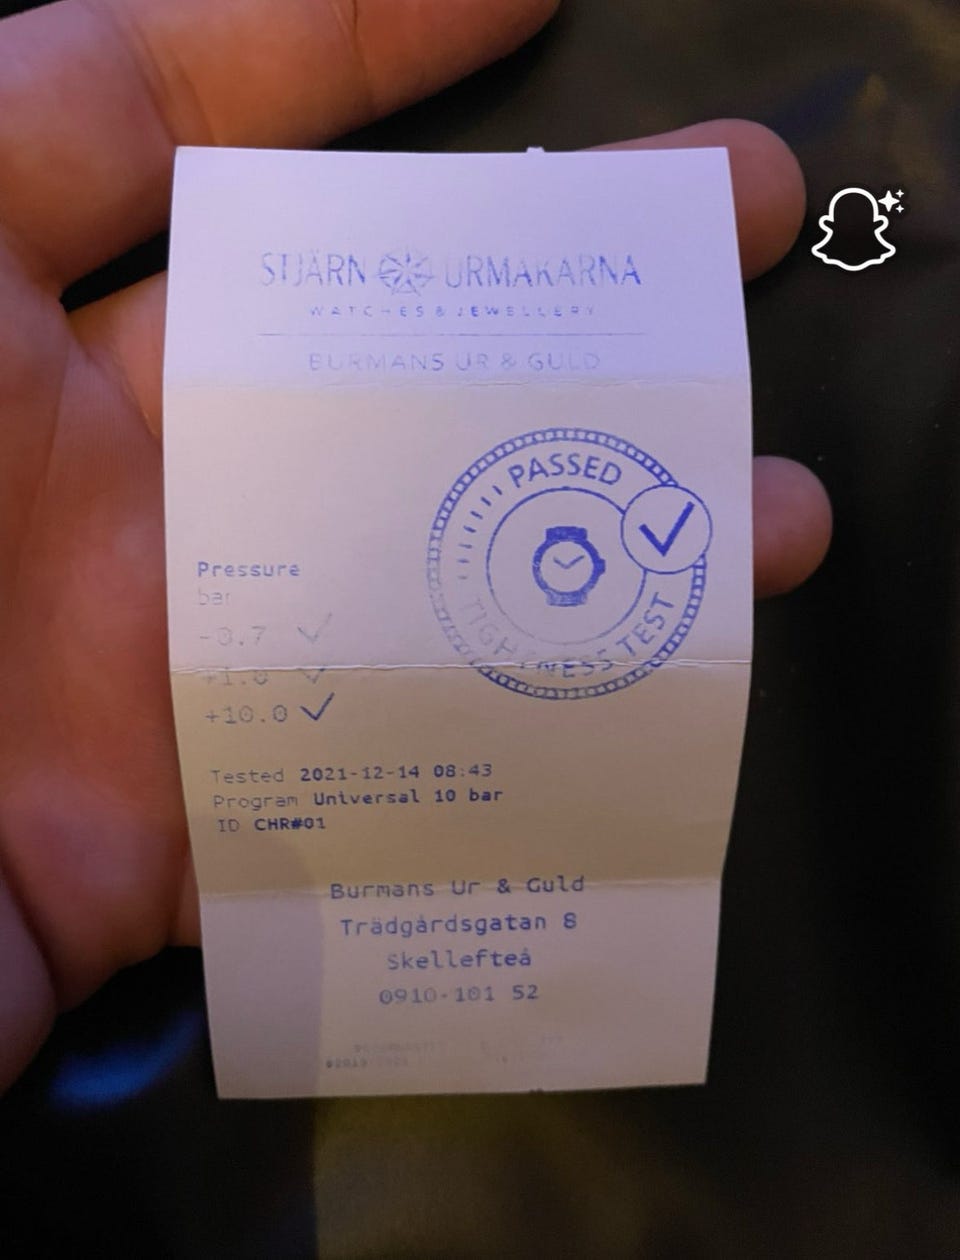 STJÄRN URMAKARNA
WATCHES & JEWELLERY
BURMANS UR & GULD
PASSED
TIGHTNESS TEST
Pressure
bar
-0.7 ✓
+1.0 ✓
+10.0 ✓
Tested 2021-12-14 08:43
Program Universal 10 bar
ID CHR#01
Burmans Ur & Guld
Trädgårdsgatan 8
Skellefteå
0910-101 52